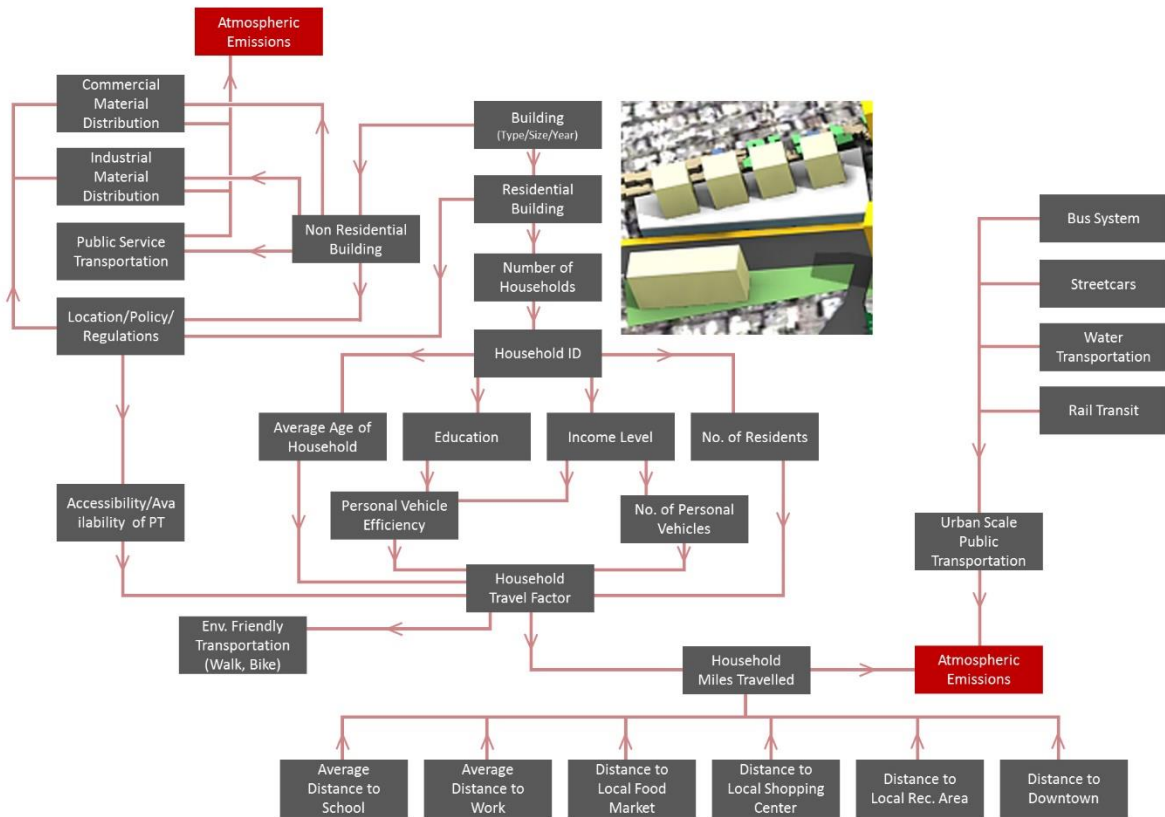 Atmospheric
Emissions
Commercial
Material
Distribution
Building
(Type/Size/Year)
Industrial
Material
Distribution
Residential
Building
Bus System
Public Service
Transportation
Non Residential
Building
Number of
Households
Streetcars
Location/Policy/
Regulations
Household ID
Water
Transportation
Rail Transit
Average Age of
Household
Education
Income Level
No. of Residents
Accessibility/Ava
ilability of PT
Personal Vehicle
Efficiency
No. of Personal
Vehicles
Urban Scale
Public
Transportation
Household
Travel Factor
Env. Friendly
Transportation
(Walk, Bike)
Household
Miles Travelled
Atmospheric
Emissions
Average
Distance to
School
Average
Distance to
Work
Distance to
Local Food
Market
Distance to
Local Shopping
Center
Distance to
Local Rec. Area
Distance to
Downtown